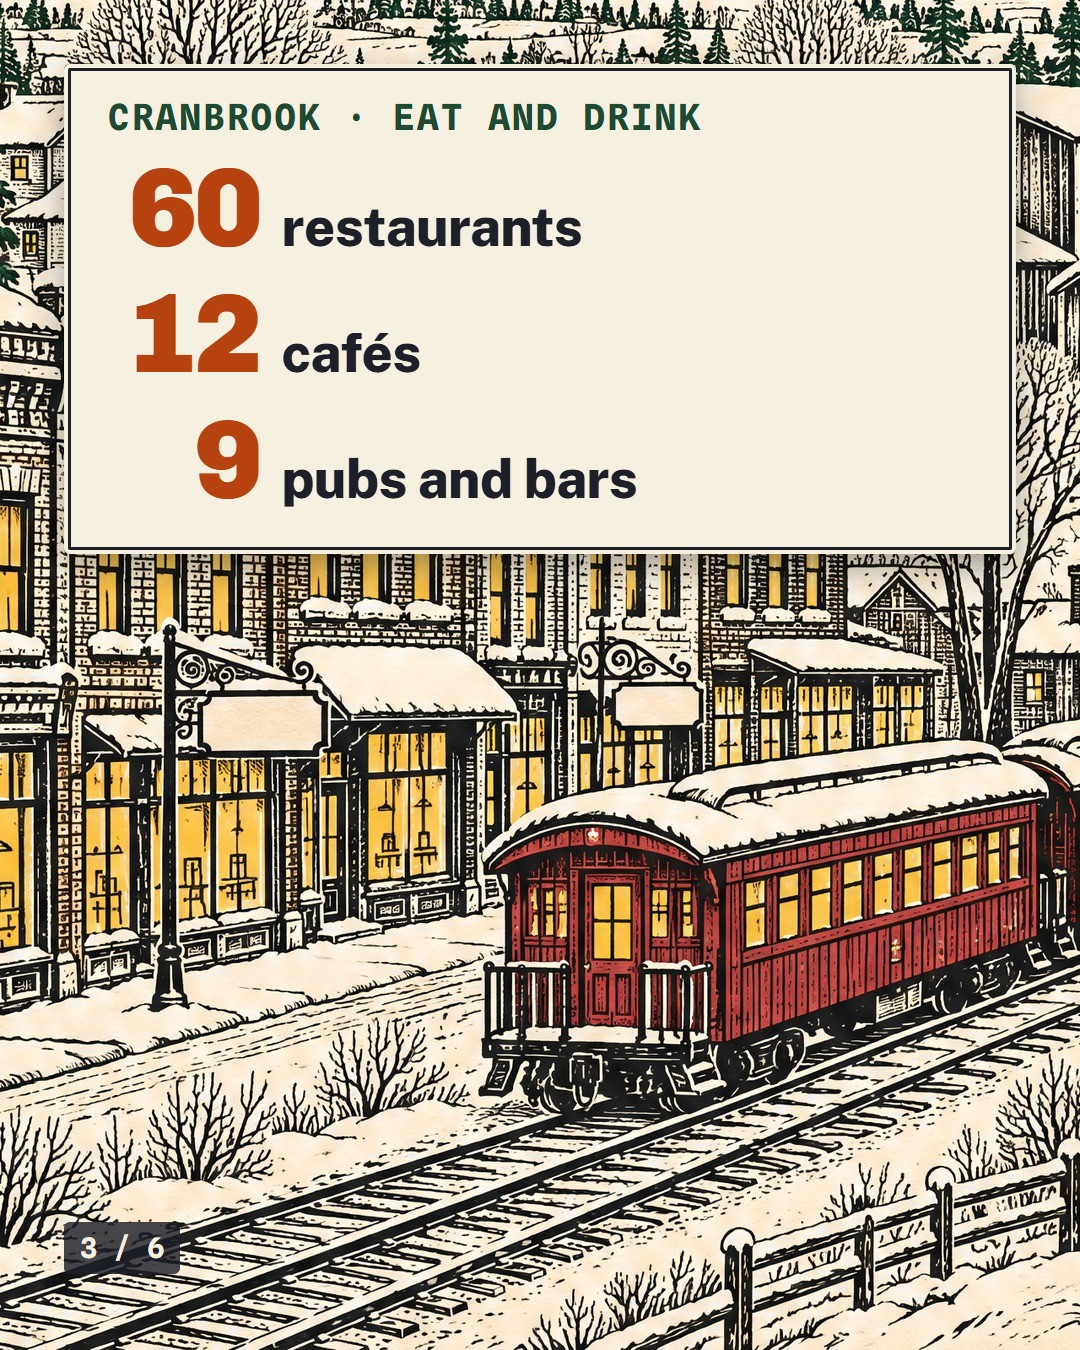 CRANBROOK · EAT AND DRINK
60 restaurants
12 cafés
9 pubs and bars
3 / 6